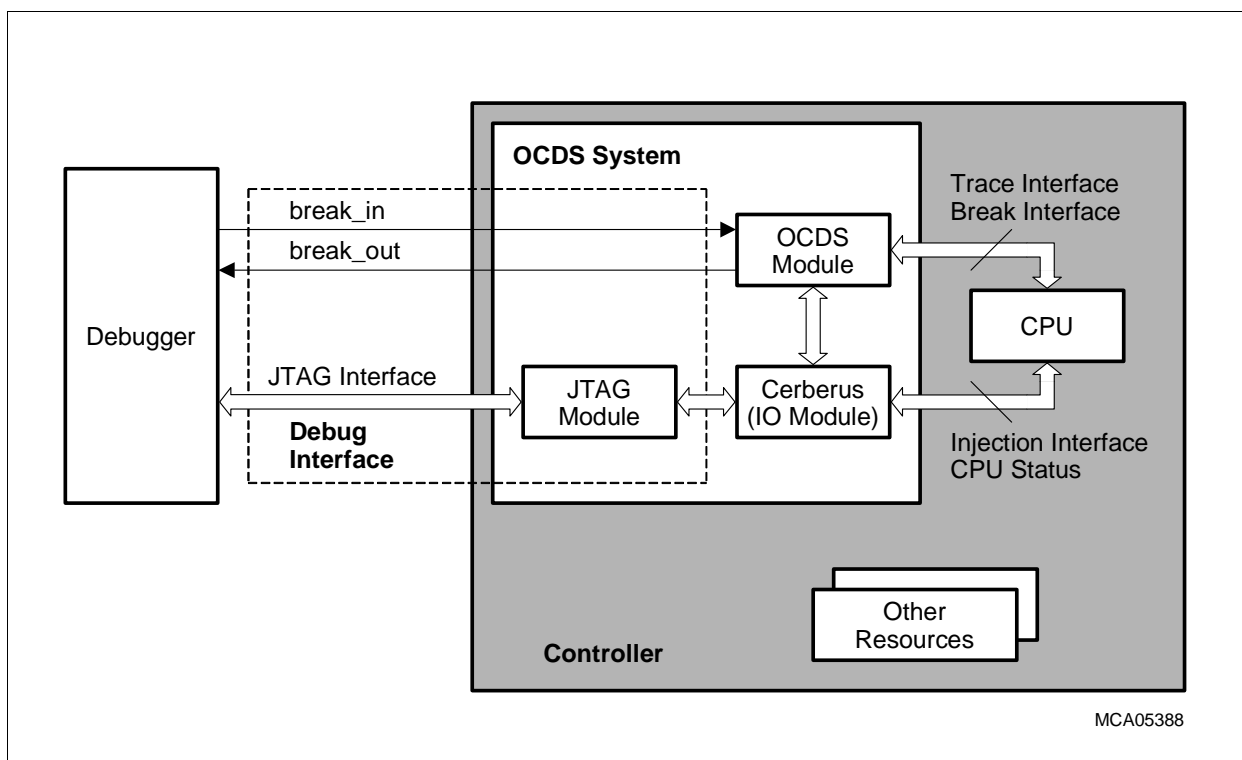 OCDS System
Trace Interface
Break Interface
break_in
break_out
OCDS
Module
Debugger
CPU
JTAG Interface
JTAG
Module
Cerberus
(IO Module)
Debug
Interface
Injection Interface
CPU Status
Other
Resources
Controller
MCA05388